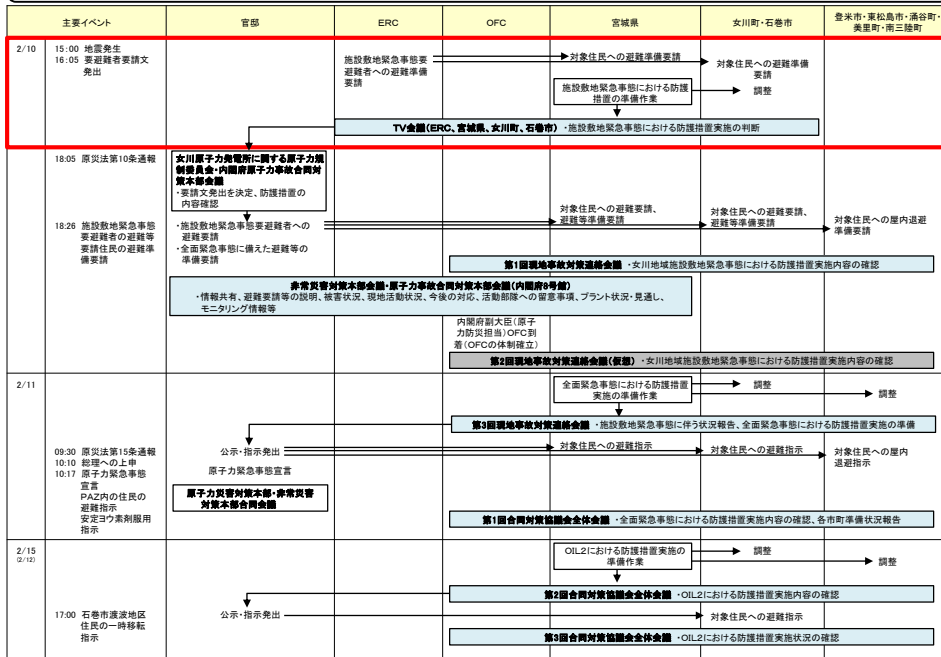 主要イベント
官邸
ERC
OFC
宮城県
女川町・石巻市
登米市・東松島市・涌谷町・
美里町・南三陸町
2/10
15:00 地震発生
16:05 要避難者要請文
発出
施設敷地緊急事態要
避難者への避難準備
要請
対象住民への避難準備要請
対象住民への避難準備
要請
施設敷地緊急事態における防護
措置の準備作業
調整
TV会議(ERC、宮城県、女川町、石巻市) ・施設敷地緊急事態における防護措置実施の判断
18:05 原災法第10条通報
女川原子力発電所に関する原子力規
制委員会・内閣府原子力事故合同対
策本部会議
・要請文発出を決定、防護措置の
内容確認
18:26 施設敷地緊急事態
要避難者の避難等
要請住民の避難準
備要請
・施設敷地緊急事態要避難者への
避難要請
・全面緊急事態に備えた避難等の
準備要請
対象住民への避難要請、
避難等準備要請
対象住民への避難要請、
避難等準備要請
対象住民への屋内退避
準備要請
第1回現地事故対策連絡会議 ・女川地域施設敷地緊急事態における防護措置実施内容の確認
非常災害対策本部会議・原子力事故合同対策本部会議(内閣府8号館)
・情報共有、避難要請等の説明、被害状況、現地活動状況、今後の対応、活動部隊への留意事項、プラント状況・見通し、
モニタリング情報等
内閣府副大臣(原子
力防災担当)OFC到
着(OFCの体制確立)
第2回現地事故対策連絡会議(仮想) ・女川地域施設敷地緊急事態における防護措置実施内容の確認
2/11
全面緊急事態における防護措置
実施の準備作業
調整
調整
第3回現地事故対策連絡会議 ・施設敷地緊急事態に伴う状況報告、全面緊急事態における防護措置実施の準備
09:30 原災法第15条通報
10:10 総理への上申
10:17 原子力緊急事態
宣言
PAZ内の住民の
避難指示
安定ヨウ素剤服用
指示
公示・指示発出
対象住民への避難指示
対象住民への避難指示
対象住民への屋内
退避指示
原子力緊急事態宣言
原子力災害対策本部・非常災害
対策本部合同会議
第1回合同対策協議会全体会議 ・全面緊急事態における防護措置実施内容の確認、各市町準備状況報告
2/15
(2/12)
OIL2における防護措置実施の
準備作業
調整
調整
第2回合同対策協議会全体会議 ・OIL2における防護措置実施内容の確認
17:00 石巻市渡波地区
住民の一時移転
指示
公示・指示発出
対象住民への避難指示
第3回合同対策協議会全体会議 ・OIL2における防護措置実施状況の確認